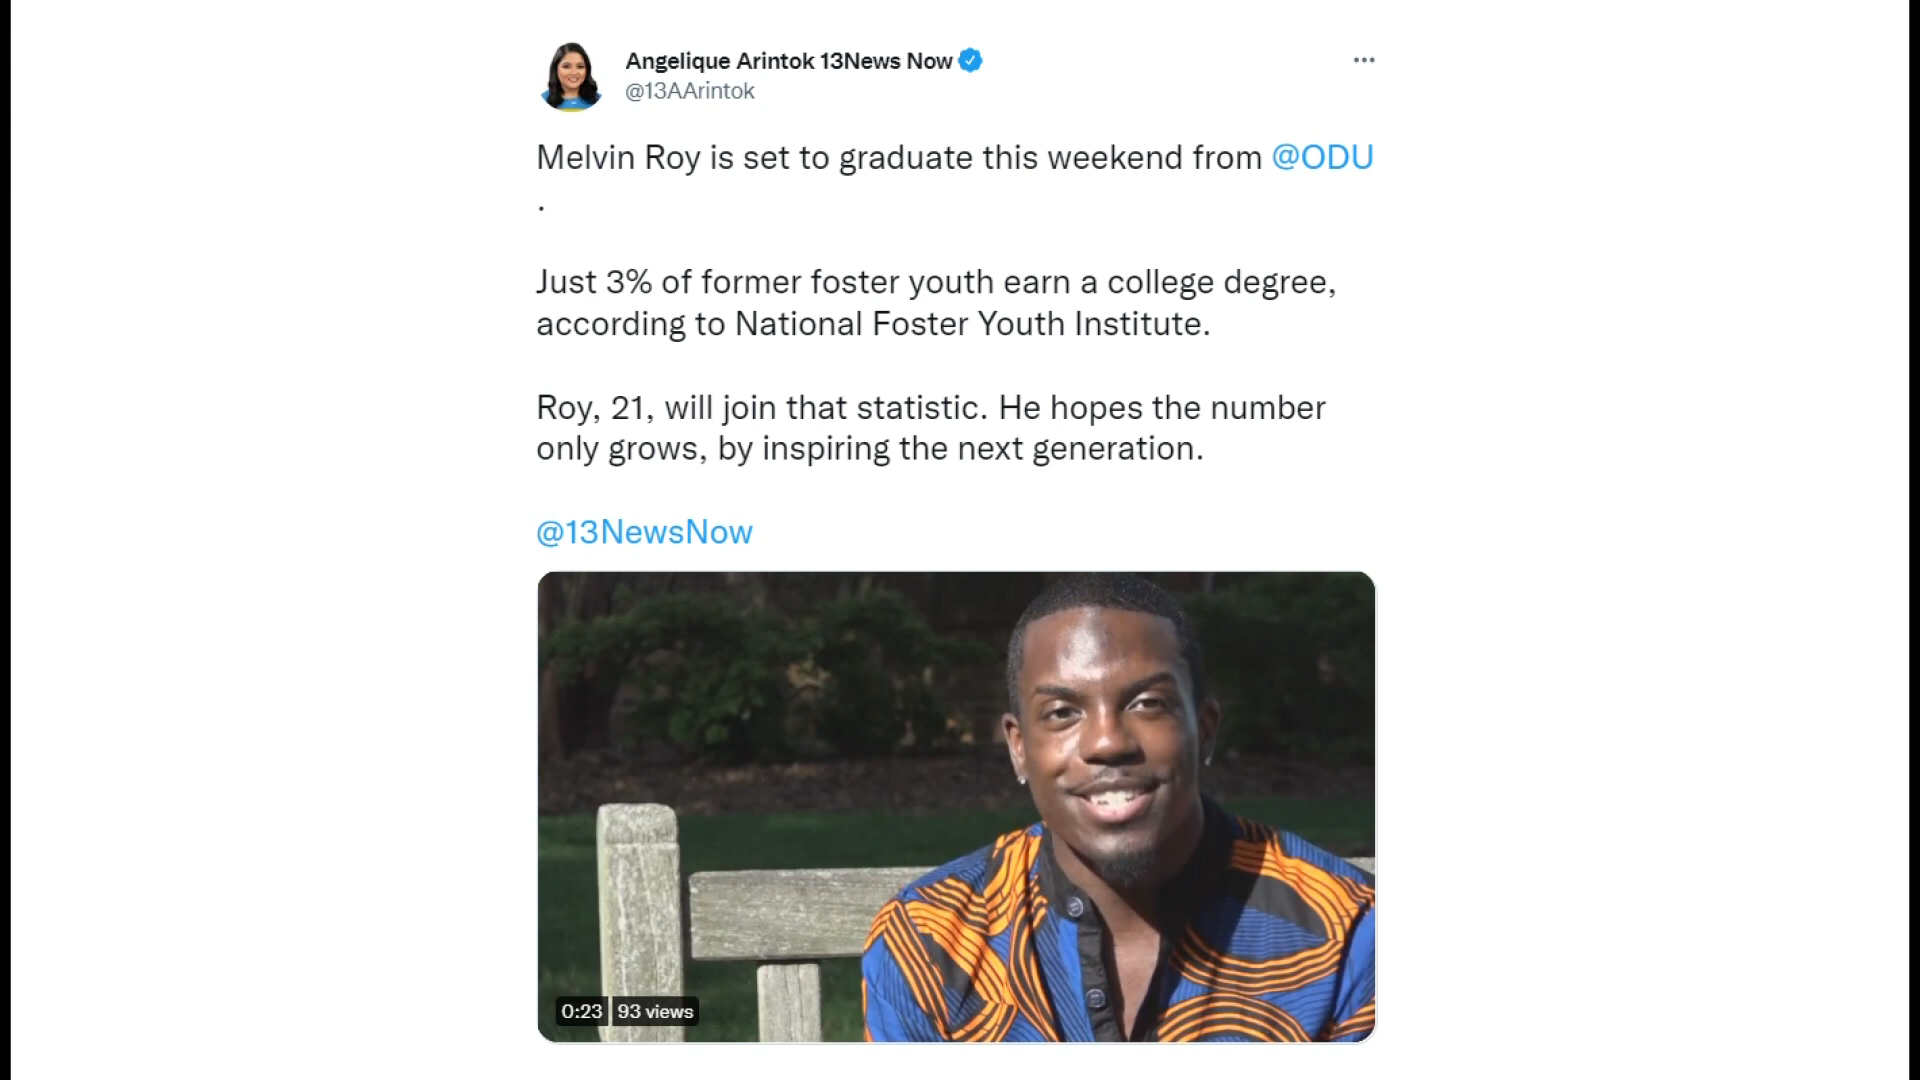 Angelique Arintok 13News Now
@13AArintok
Melvin Roy is set to graduate this weekend from @ODU
.
Just 3% of former foster youth earn a college degree,
according to National Foster Youth Institute.
Roy, 21, will join that statistic. He hopes the number
only grows, by inspiring the next generation.
@13NewsNow
0:23 93 views